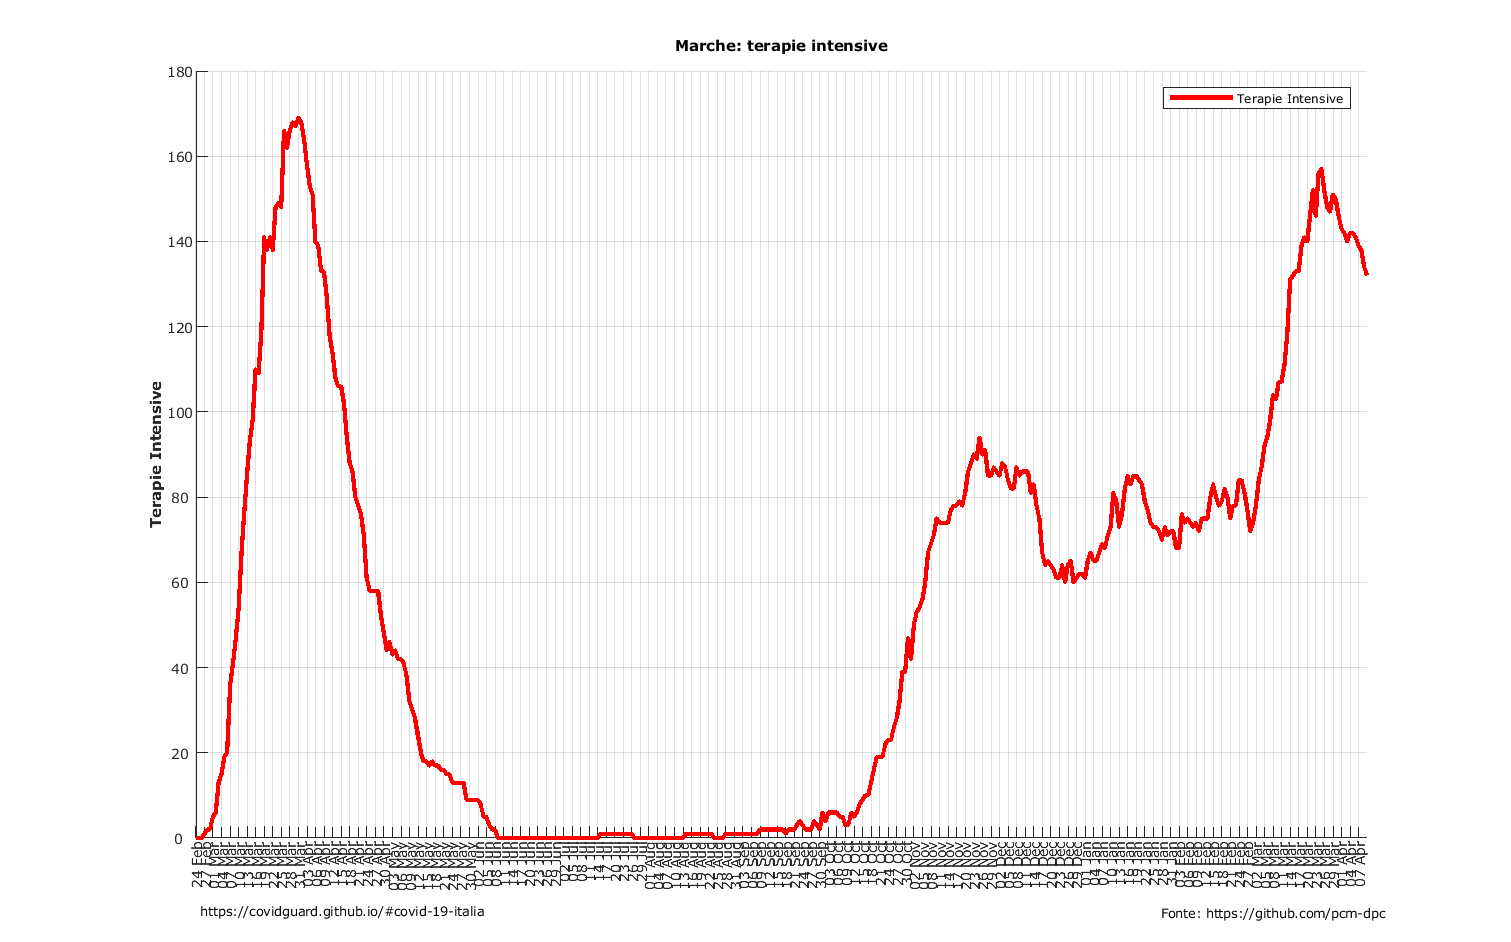 Marche: terapie intensive
Terapie Intensive
180
160
140
120
100
80
60
40
20
0
Terapie Intensive
24 Feb
27 Feb
01 Mar
04 Mar
07 Mar
10 Mar
13 Mar
16 Mar
19 Mar
22 Mar
25 Mar
28 Mar
31 Mar
03 Apr
06 Apr
09 Apr
12 Apr
15 Apr
18 Apr
21 Apr
24 Apr
27 Apr
30 Apr
03 May
06 May
09 May
12 May
15 May
18 May
21 May
24 May
27 May
30 May
02 Jun
05 Jun
08 Jun
11 Jun
14 Jun
17 Jun
20 Jun
23 Jun
26 Jun
29 Jun
02 Jul
05 Jul
08 Jul
11 Jul
14 Jul
17 Jul
20 Jul
23 Jul
26 Jul
29 Jul
01 Aug
04 Aug
07 Aug
10 Aug
13 Aug
16 Aug
19 Aug
22 Aug
25 Aug
28 Aug
31 Aug
03 Sep
06 Sep
09 Sep
12 Sep
15 Sep
18 Sep
21 Sep
24 Sep
27 Sep
30 Sep
03 Oct
06 Oct
09 Oct
12 Oct
15 Oct
18 Oct
21 Oct
24 Oct
27 Oct
30 Oct
02 Nov
05 Nov
08 Nov
11 Nov
14 Nov
17 Nov
20 Nov
23 Nov
26 Nov
29 Nov
02 Dec
05 Dec
08 Dec
11 Dec
14 Dec
17 Dec
20 Dec
23 Dec
26 Dec
29 Dec
01 Jan
04 Jan
07 Jan
10 Jan
13 Jan
16 Jan
19 Jan
22 Jan
25 Jan
28 Jan
31 Jan
03 Feb
06 Feb
09 Feb
12 Feb
15 Feb
18 Feb
21 Feb
24 Feb
27 Feb
02 Mar
05 Mar
08 Mar
11 Mar
14 Mar
17 Mar
20 Mar
23 Mar
26 Mar
29 Mar
01 Apr
04 Apr
07 Apr
https://covidguard.github.io/#covid-19-italia
Fonte: https://github.com/pcm-dpc